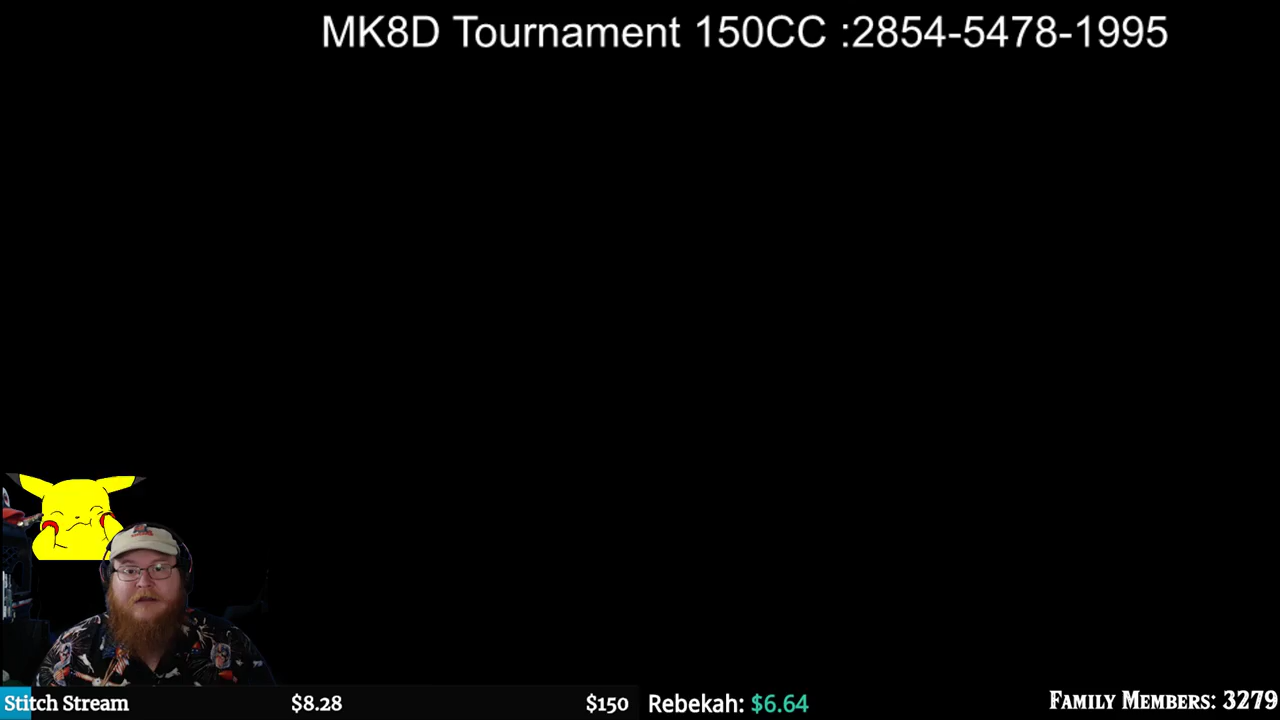 MK8D Tournament 150CC :2854-5478-1995
Stitch Stream $8.28 $150 Rebekah: $6.64 Family Members: 3279